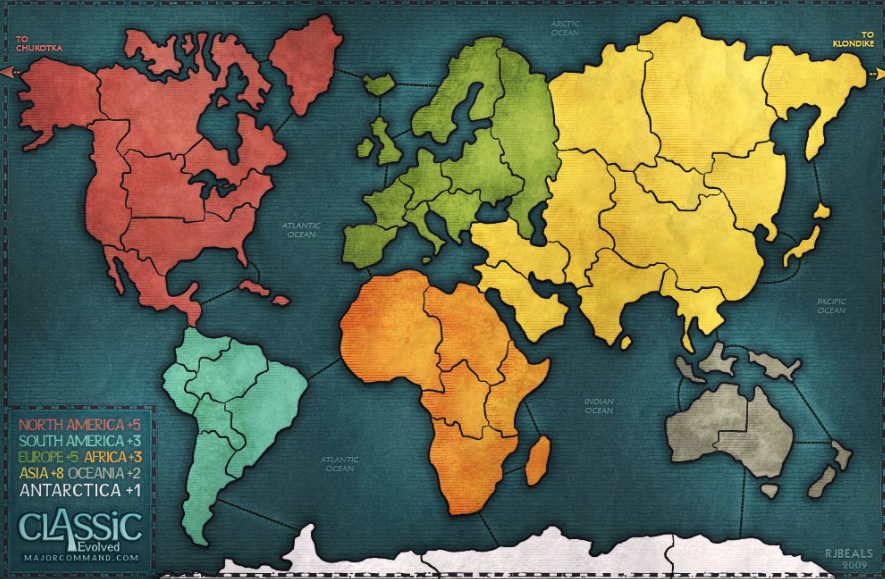 ARCTIC
OCEAN
TO
CHUKOTKA
TO
KLONDIKE
ATLANTIC
OCEAN
PACIFIC
OCEAN
INDIAN
OCEAN
ATLANTIC
OCEAN
NORTH AMERICA +5
SOUTH AMERICA +3
EUROPE +5 AFRICA +3
ASIA +8 OCEANIA +2
ANTARCTICA +1
CLASSiC
Evolved
MAJORCOMMAND.COM
RJBEALS
2009